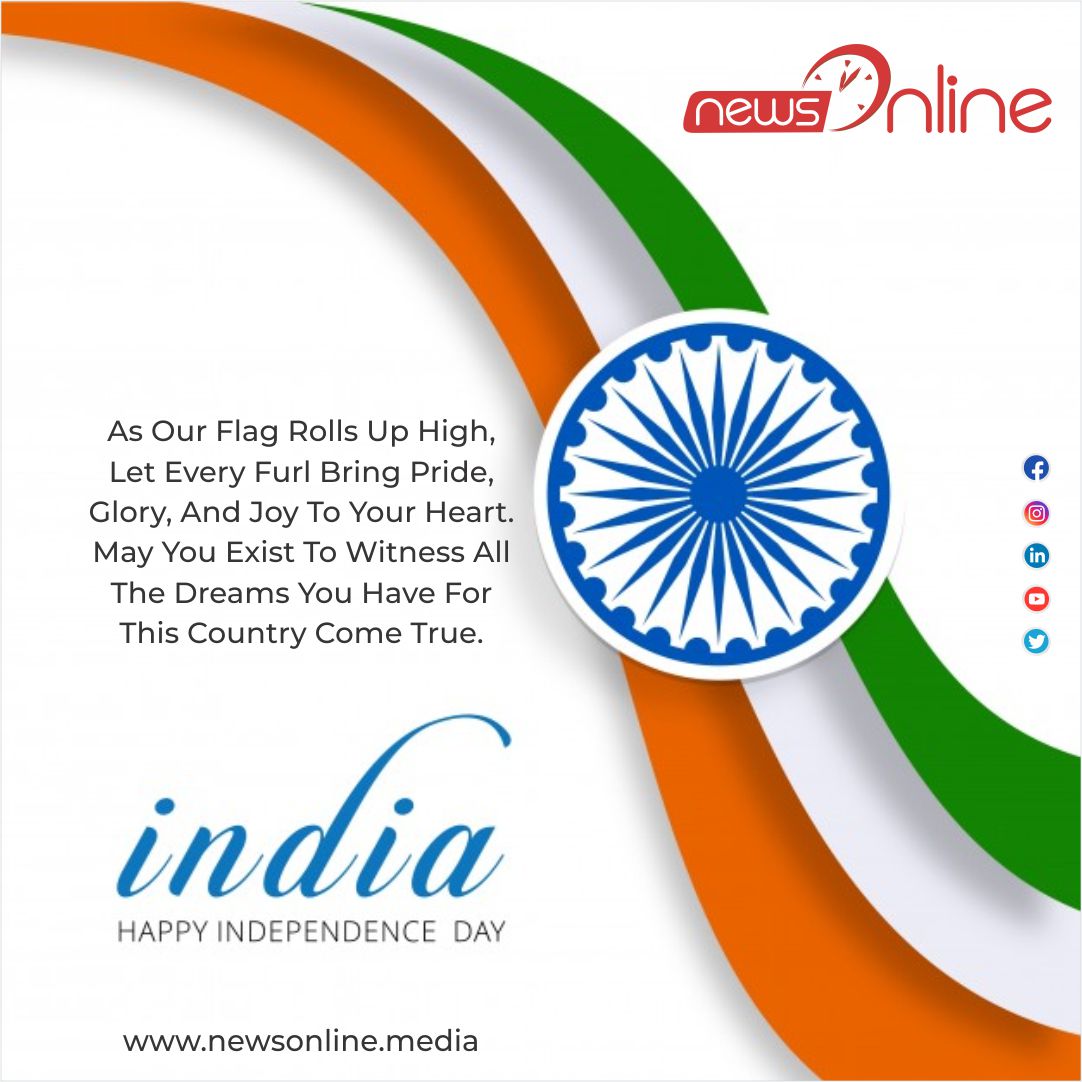 news Online
As Our Flag Rolls Up High,
Let Every Furl Bring Pride,
Glory, And Joy To Your Heart.
May You Exist To Witness All
The Dreams You Have For
This Country Come True.
india
HAPPY INDEPENDENCE DAY
www.newsonline.media